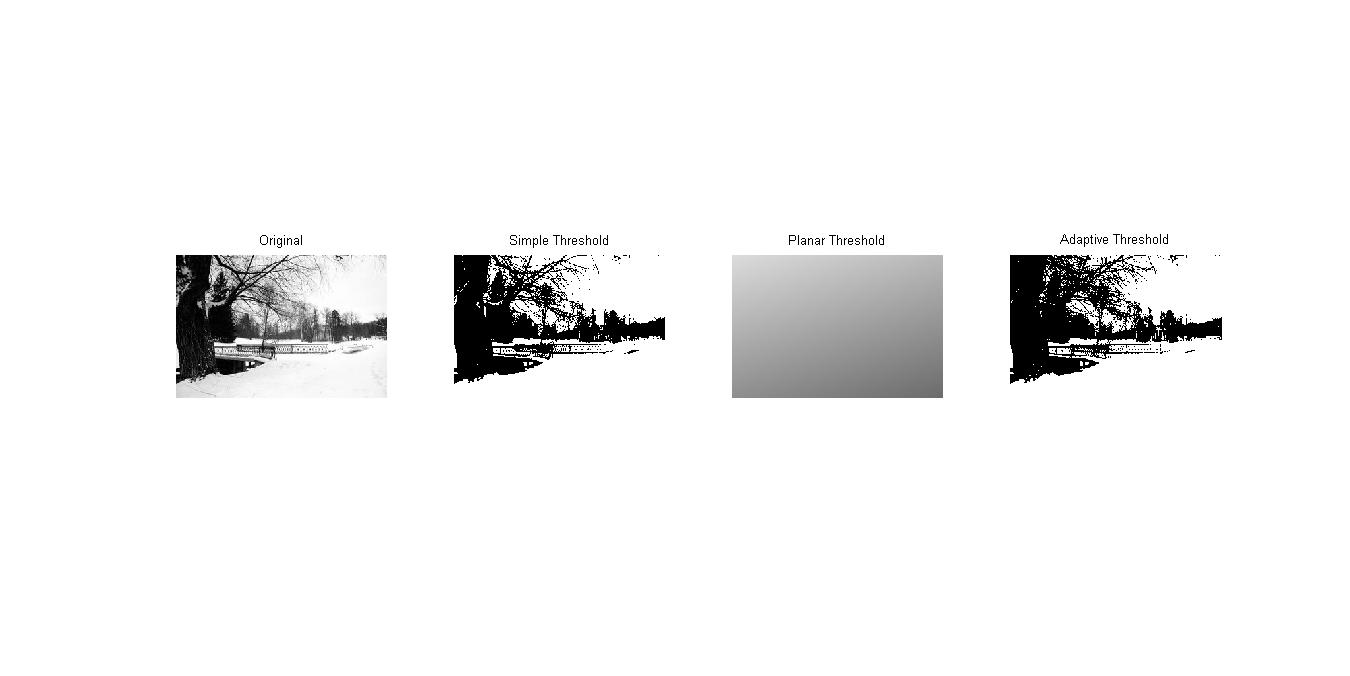 Original
Simple Threshold
Planar Threshold
Adaptive Threshold